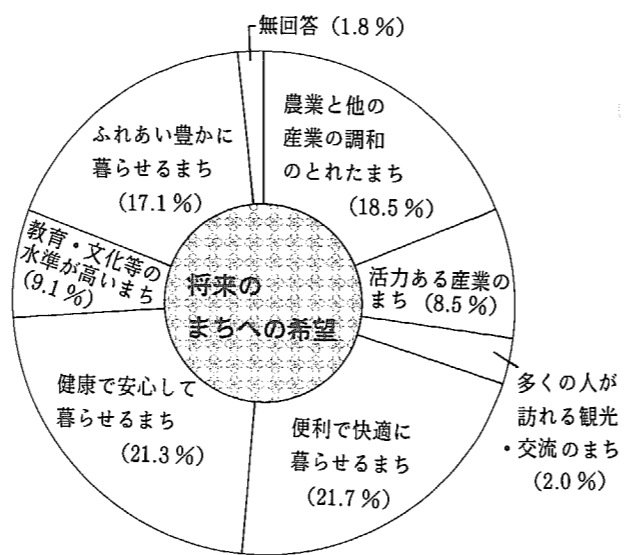 無回答（1.8％）
農業と他の
産業の調和
のとれたまち
（18.5％）
活力ある産業の
まち（8.5％）
多くの人が
訪れる観光
・交流のまち
（2.0％）
便利で快適に
暮らせるまち
（21.7％）
健康で安心して
暮らせるまち
（21.3％）
教育・文化等の
水準が高いまち
（9.1％）
ふれあい豊かに
暮らせるまち
（17.1％）
将来の
まちへの希望